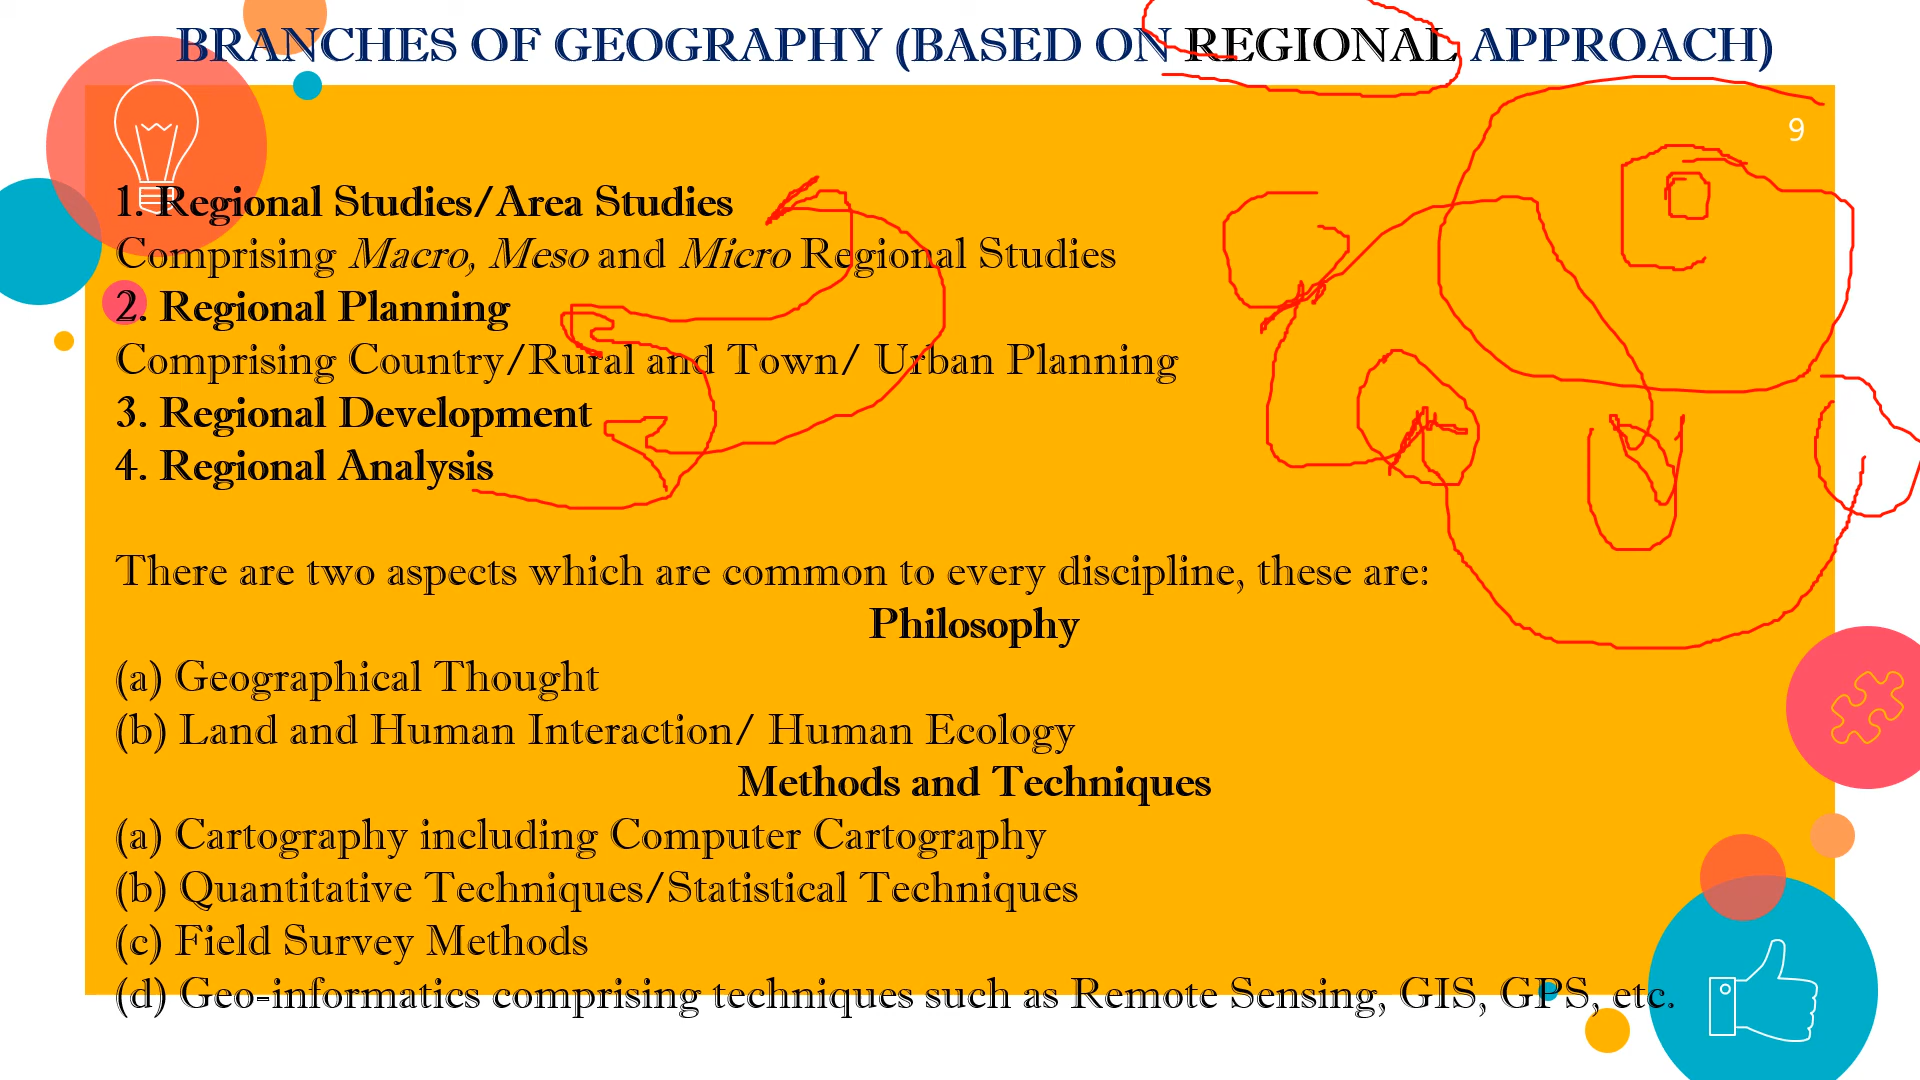 BRANCHES OF GEOGRAPHY (BASED ON REGIONAL APPROACH)
9
1. Regional Studies/Area Studies
Comprising Macro, Meso and Micro Regional Studies
2. Regional Planning
Comprising Country/Rural and Town/ Urban Planning
3. Regional Development
4. Regional Analysis
There are two aspects which are common to every discipline, these are:
Philosophy
(a) Geographical Thought
(b) Land and Human Interaction/ Human Ecology
Methods and Techniques
(a) Cartography including Computer Cartography
(b) Quantitative Techniques/Statistical Techniques
(c) Field Survey Methods
(d) Geo-informatics comprising techniques such as Remote Sensing, GIS, GPS, etc.